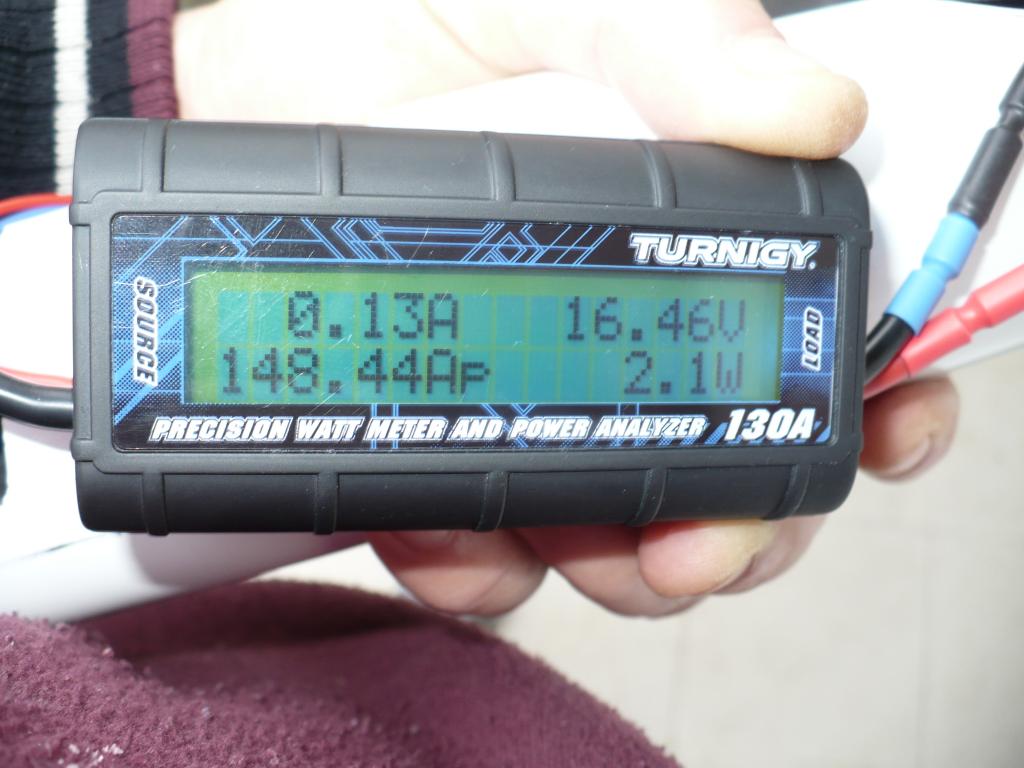 TURNIGY
SOURCE
0.13A 16.46V
148.44Ap 2.1W
LOAD
PRECISION WATT METER AND POWER ANALYZER 130A